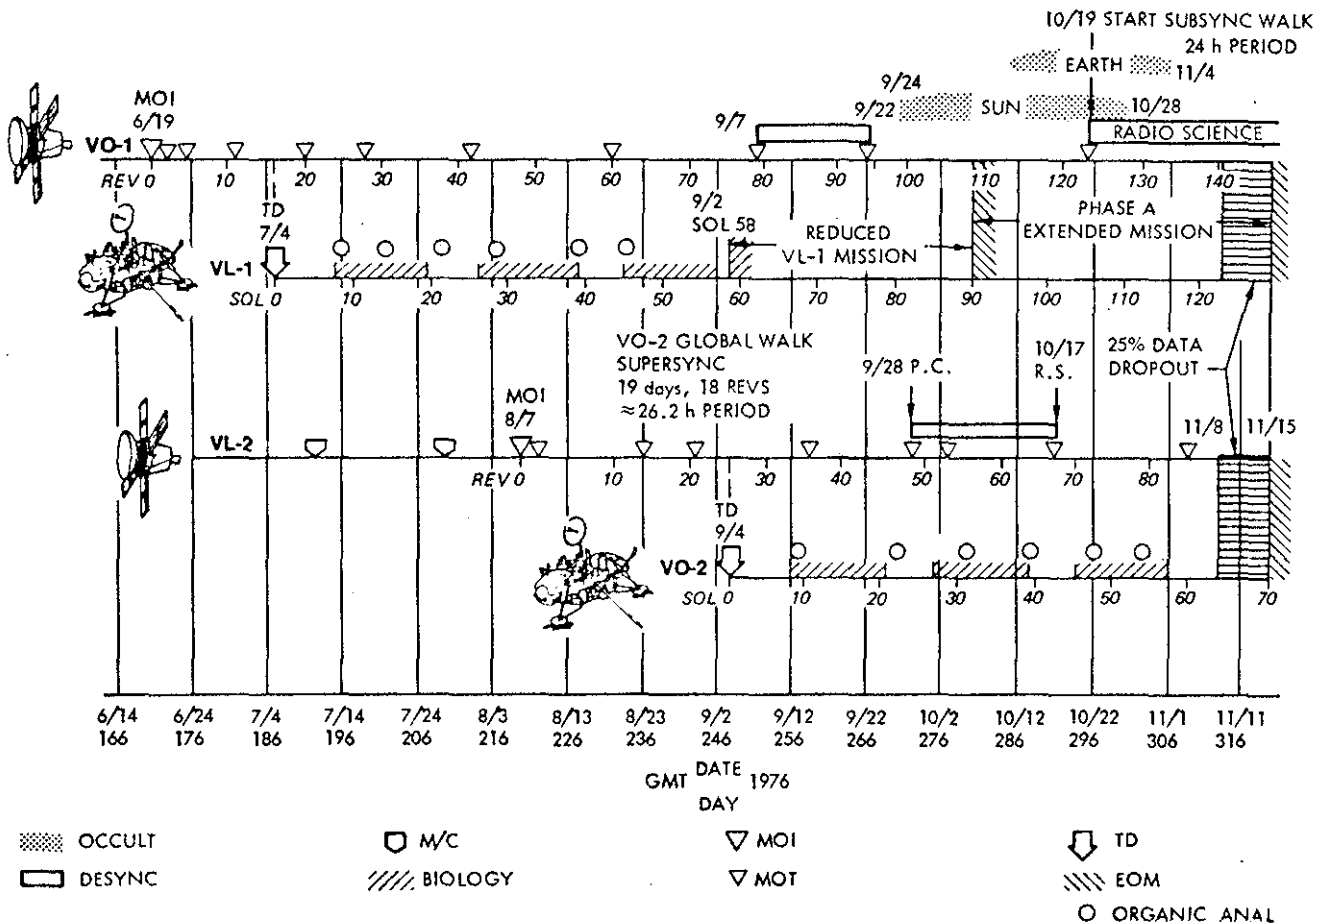 10/19 START SUBSYNC WALK
24 h PERIOD
EARTH
11/4
9/24
9/22
SUN
10/28
MOI
6/19
9/7
VO-1
RADIO SCIENCE
REV 0 10 20 30 40 50 60 70 80 90 100 110 120 130 140
TD
7/4
9/2
SOL 58
REDUCED
VL-1 MISSION
PHASE A
EXTENDED MISSION
VL-1
SOL 0 10 20 30 40 50 60 70 80 90 100 110 120
VO-2 GLOBAL WALK
SUPERSYNC
19 days, 18 REVS
≈26.2 h PERIOD
9/28 P.C.
10/17
R.S.
25% DATA
DROPOUT
MOI
8/7
11/8
11/15
VL-2
REV 0 10 20 30 40 50 60 70 80
TD
9/4
VO-2
SOL 0 10 20 30 40 50 60 70
6/14 6/24 7/4 7/14 7/24 8/3 8/13 8/23 9/2 9/12 9/22 10/2 10/12 10/22 11/1 11/11
166 176 186 196 206 216 226 236 246 256 266 276 286 296 306 316
GMT DATE 1976
DAY
OCCULT
M/C
MOI
TD
DESYNC
BIOLOGY
MOT
EOM
ORGANIC ANAL